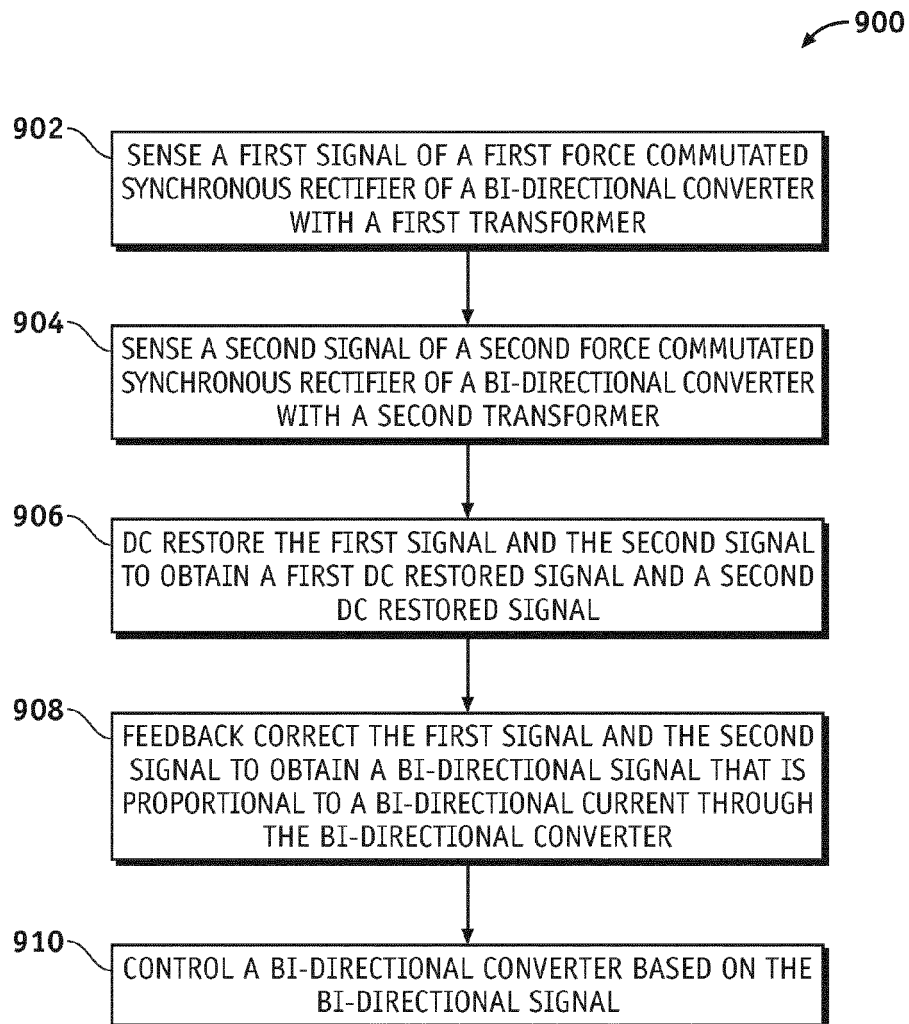 900
902
SENSE A FIRST SIGNAL OF A FIRST FORCE COMMUTATED
SYNCHRONOUS RECTIFIER OF A BI-DIRECTIONAL CONVERTER
WITH A FIRST TRANSFORMER
904
SENSE A SECOND SIGNAL OF A SECOND FORCE COMMUTATED
SYNCHRONOUS RECTIFIER OF A BI-DIRECTIONAL CONVERTER
WITH A SECOND TRANSFORMER
906
DC RESTORE THE FIRST SIGNAL AND THE SECOND SIGNAL
TO OBTAIN A FIRST DC RESTORED SIGNAL AND A SECOND
DC RESTORED SIGNAL
908
FEEDBACK CORRECT THE FIRST SIGNAL AND THE SECOND
SIGNAL TO OBTAIN A BI-DIRECTIONAL SIGNAL THAT IS
PROPORTIONAL TO A BI-DIRECTIONAL CURRENT THROUGH
THE BI-DIRECTIONAL CONVERTER
910
CONTROL A BI-DIRECTIONAL CONVERTER BASED ON THE
BI-DIRECTIONAL SIGNAL